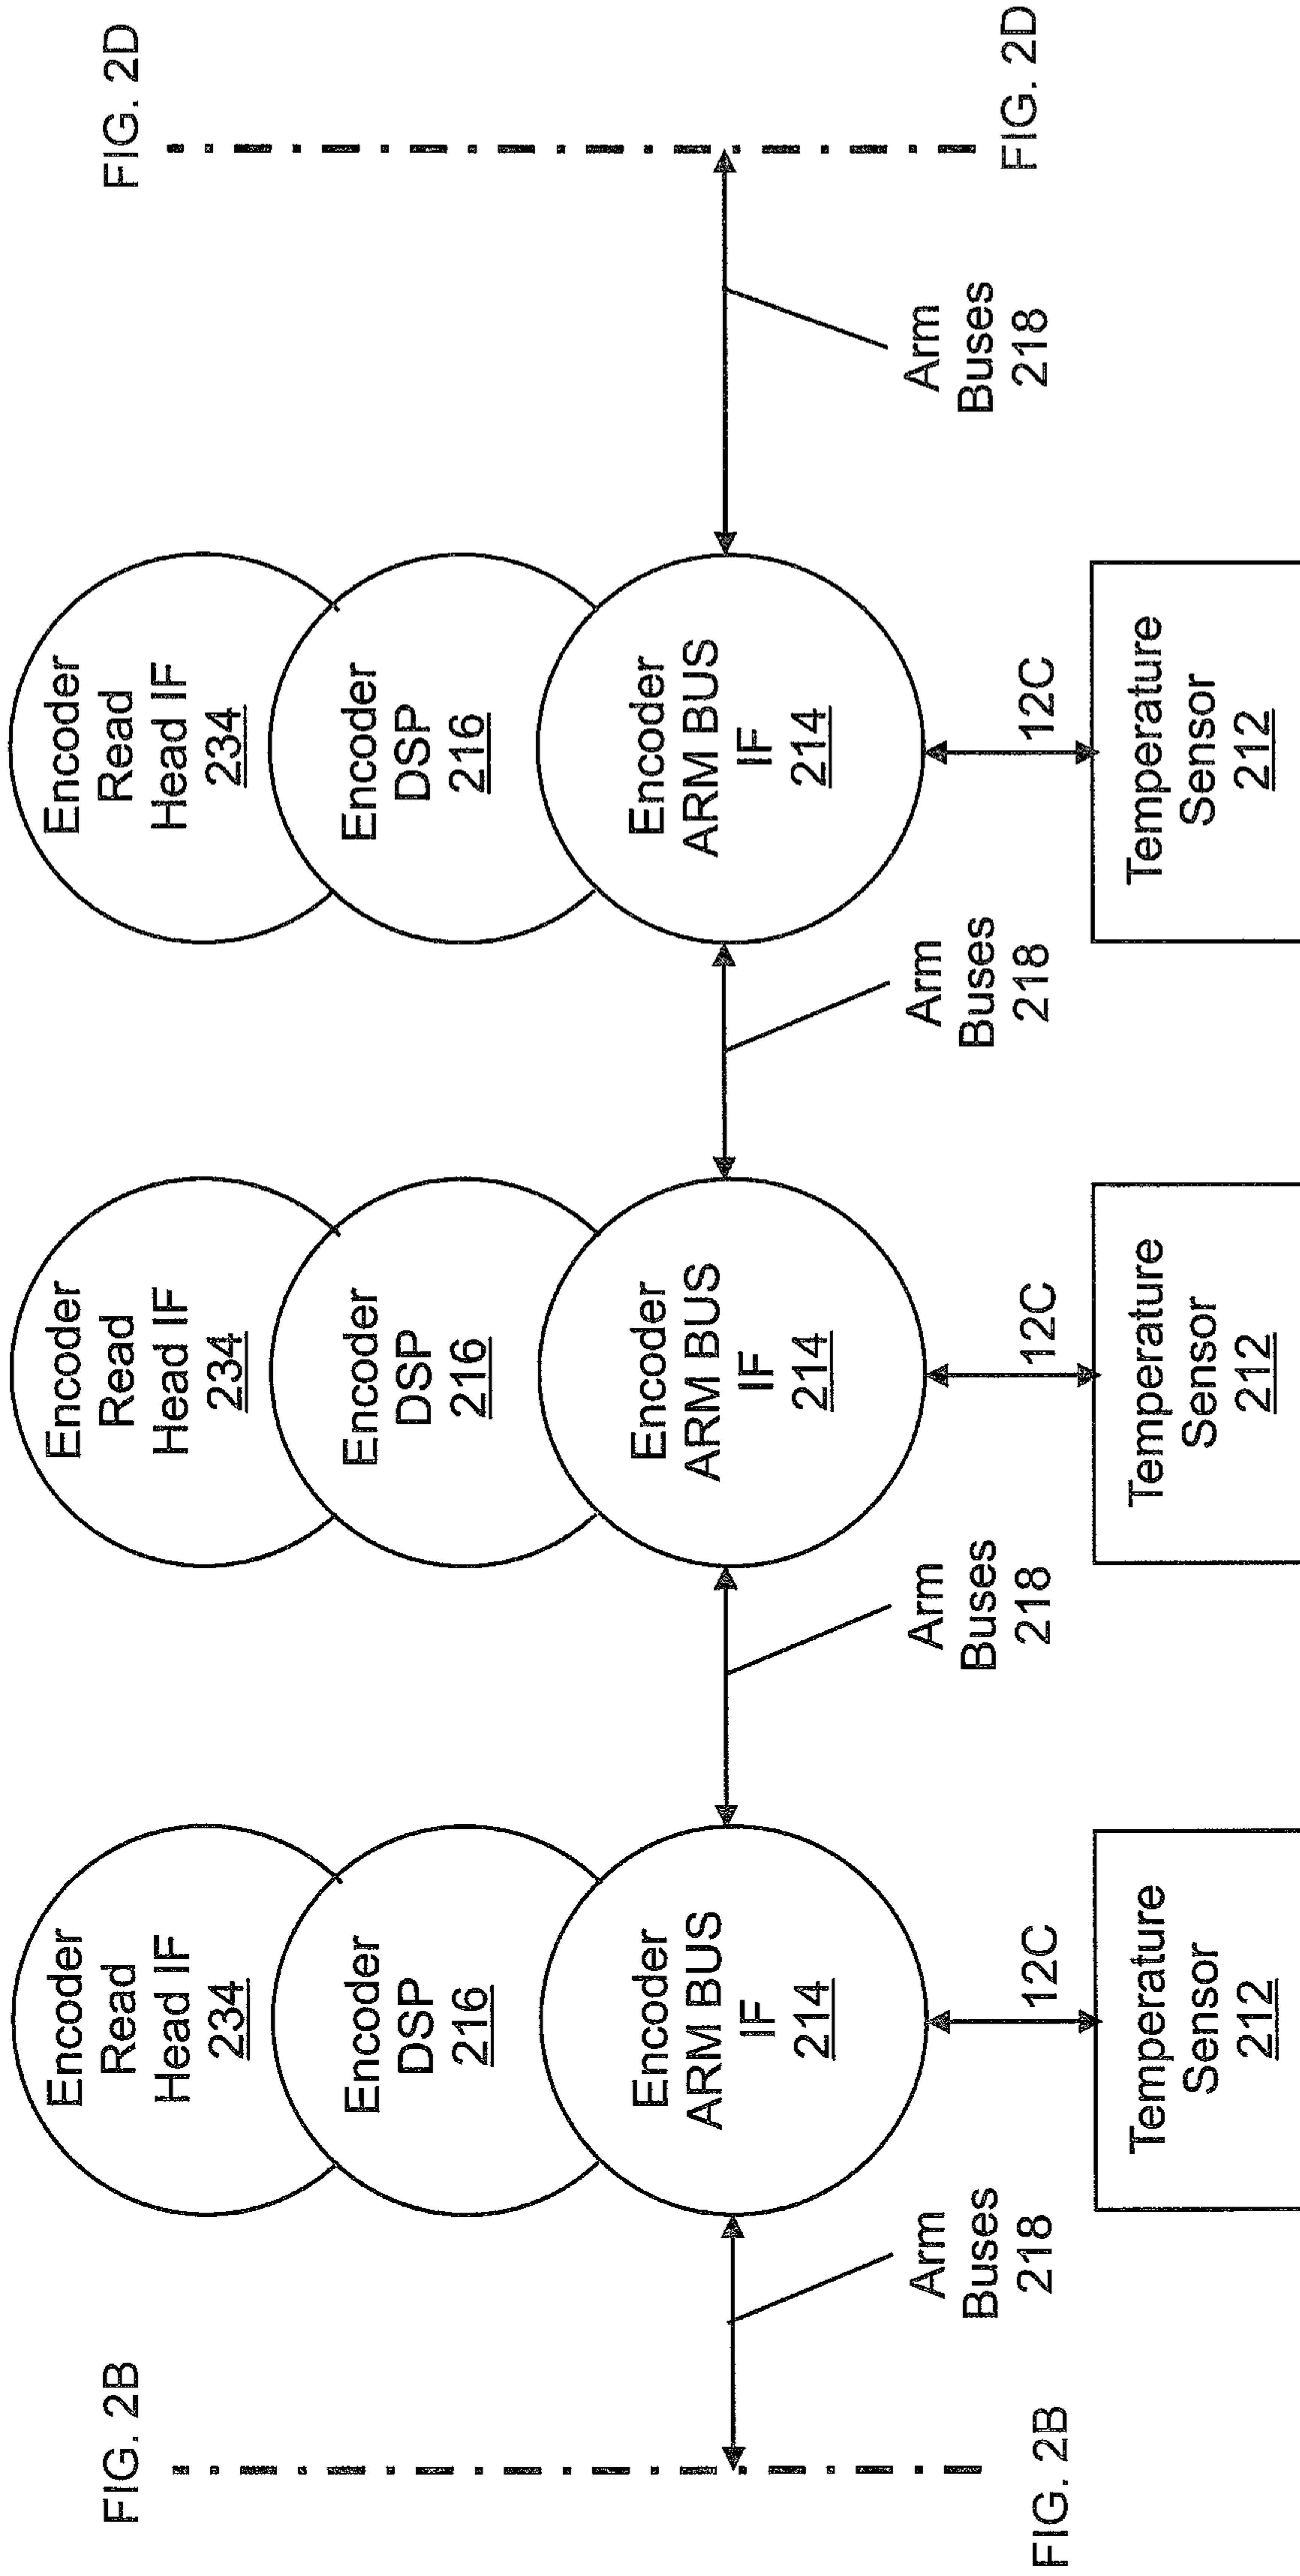 FIG. 2B
FIG. 2D
Encoder
Read
Head IF
234
Encoder
DSP
216
Encoder
ARM BUS
IF
214
Encoder
Read
Head IF
234
Encoder
DSP
216
Encoder
ARM BUS
IF
214
Encoder
Read
Head IF
234
Encoder
DSP
216
Encoder
ARM BUS
IF
214
Arm
Buses
218
Arm
Buses
218
Arm
Buses
218
Arm
Buses
218
FIG. 2B
12C
12C
12C
FIG. 2D
Temperature
Sensor
212
Temperature
Sensor
212
Temperature
Sensor
212